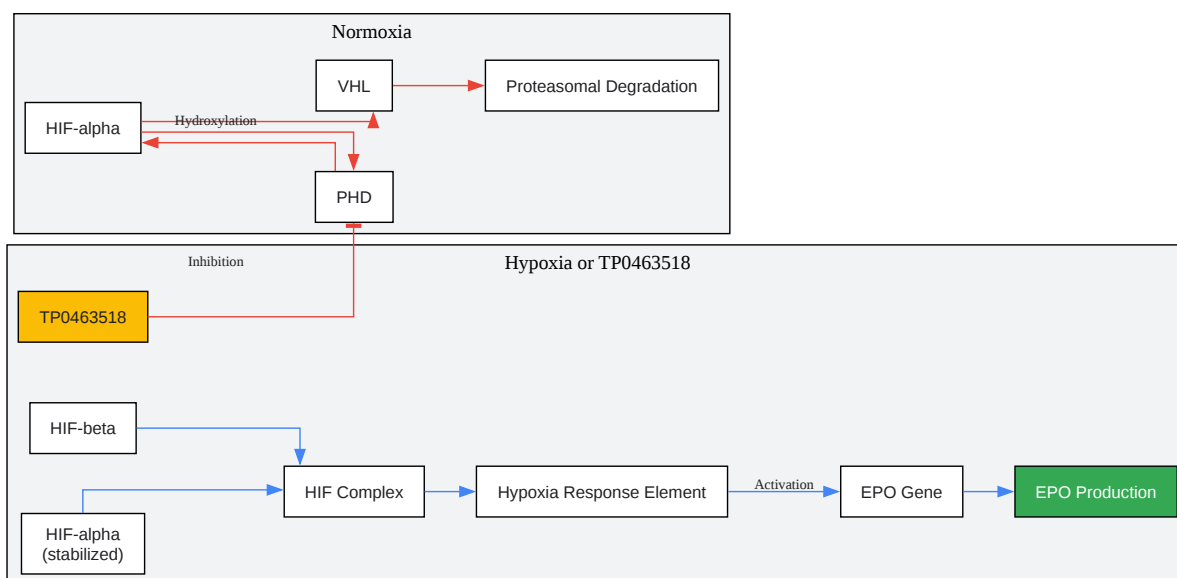 Normoxia
VHL
Proteasomal Degradation
HIF-alpha
Hydroxylation
PHD
Inhibition
Hypoxia or TP0463518
TP0463518
HIF-beta
HIF Complex
Hypoxia Response Element
Activation
EPO Gene
EPO Production
HIF-alpha
(stabilized)